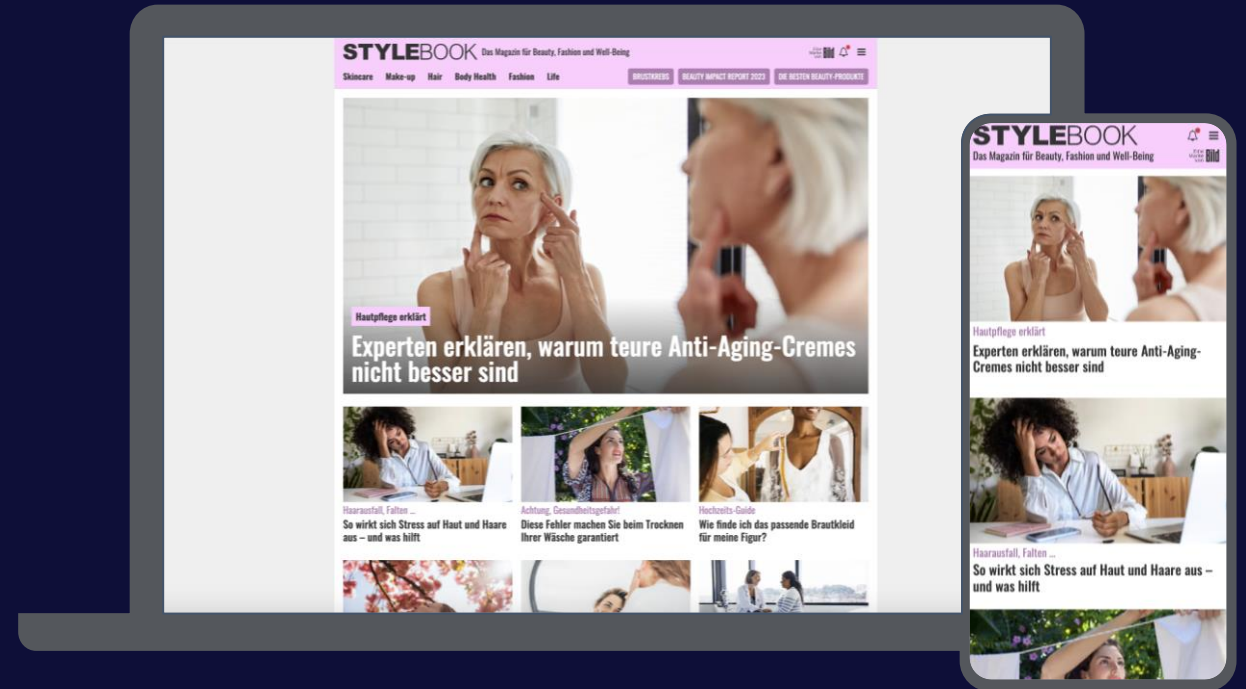 STYLEBOOK Das Magazin für Beauty, Fashion und Well-Being
Bild
Skincare Make-up Hair Body Health Fashion Life BRUSTKREBS BEAUTY IMPACT REPORT 2023 DIE BESTEN BEAUTY-PRODUKTE
Hautpflege erklärt
Experten erklären, warum teure Anti-Aging-Cremes
nicht besser sind
Haarausfall, Falten ...
So wirkt sich Stress auf Haut und Haare
aus – und was hilft
Achtung, Gesundheitsgefahr!
Diese Fehler machen Sie beim Trocknen
Ihrer Wäsche garantiert
Hochzeits-Guide
Wie finde ich das passende Brautkleid
für meine Figur?
STYLEBOOK
Das Magazin für Beauty, Fashion und Well-Being
Bild
Hautpflege erklärt
Experten erklären, warum teure Anti-Aging-
Cremes nicht besser sind
Haarausfall, Falten ...
So wirkt sich Stress auf Haut und Haare aus –
und was hilft